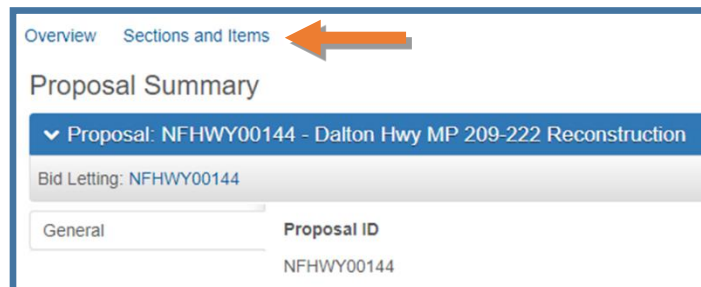 Overview Sections and Items
Proposal Summary
Proposal: NFHWY00144 - Dalton Hwy MP 209-222 Reconstruction
Bid Letting: NFHWY00144
General
Proposal ID
NFHWY00144